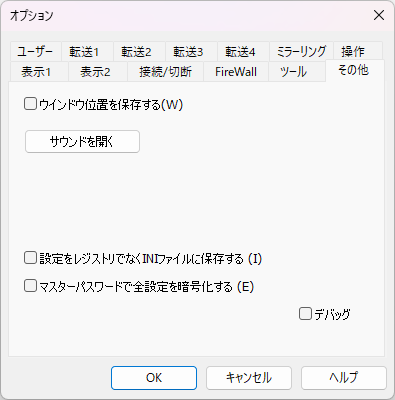 オプション
ユーザー 転送1 転送2 転送3 転送4 ミラーリング 操作
表示1 表示2 接続/切断 FireWall ツール その他
ウインドウ位置を保存する(W)
サウンドを開く
設定をレジストリでなくINIファイルに保存する (I)
マスターパスワードで全設定を暗号化する (E)
デバッグ
OK キャンセル ヘルプ